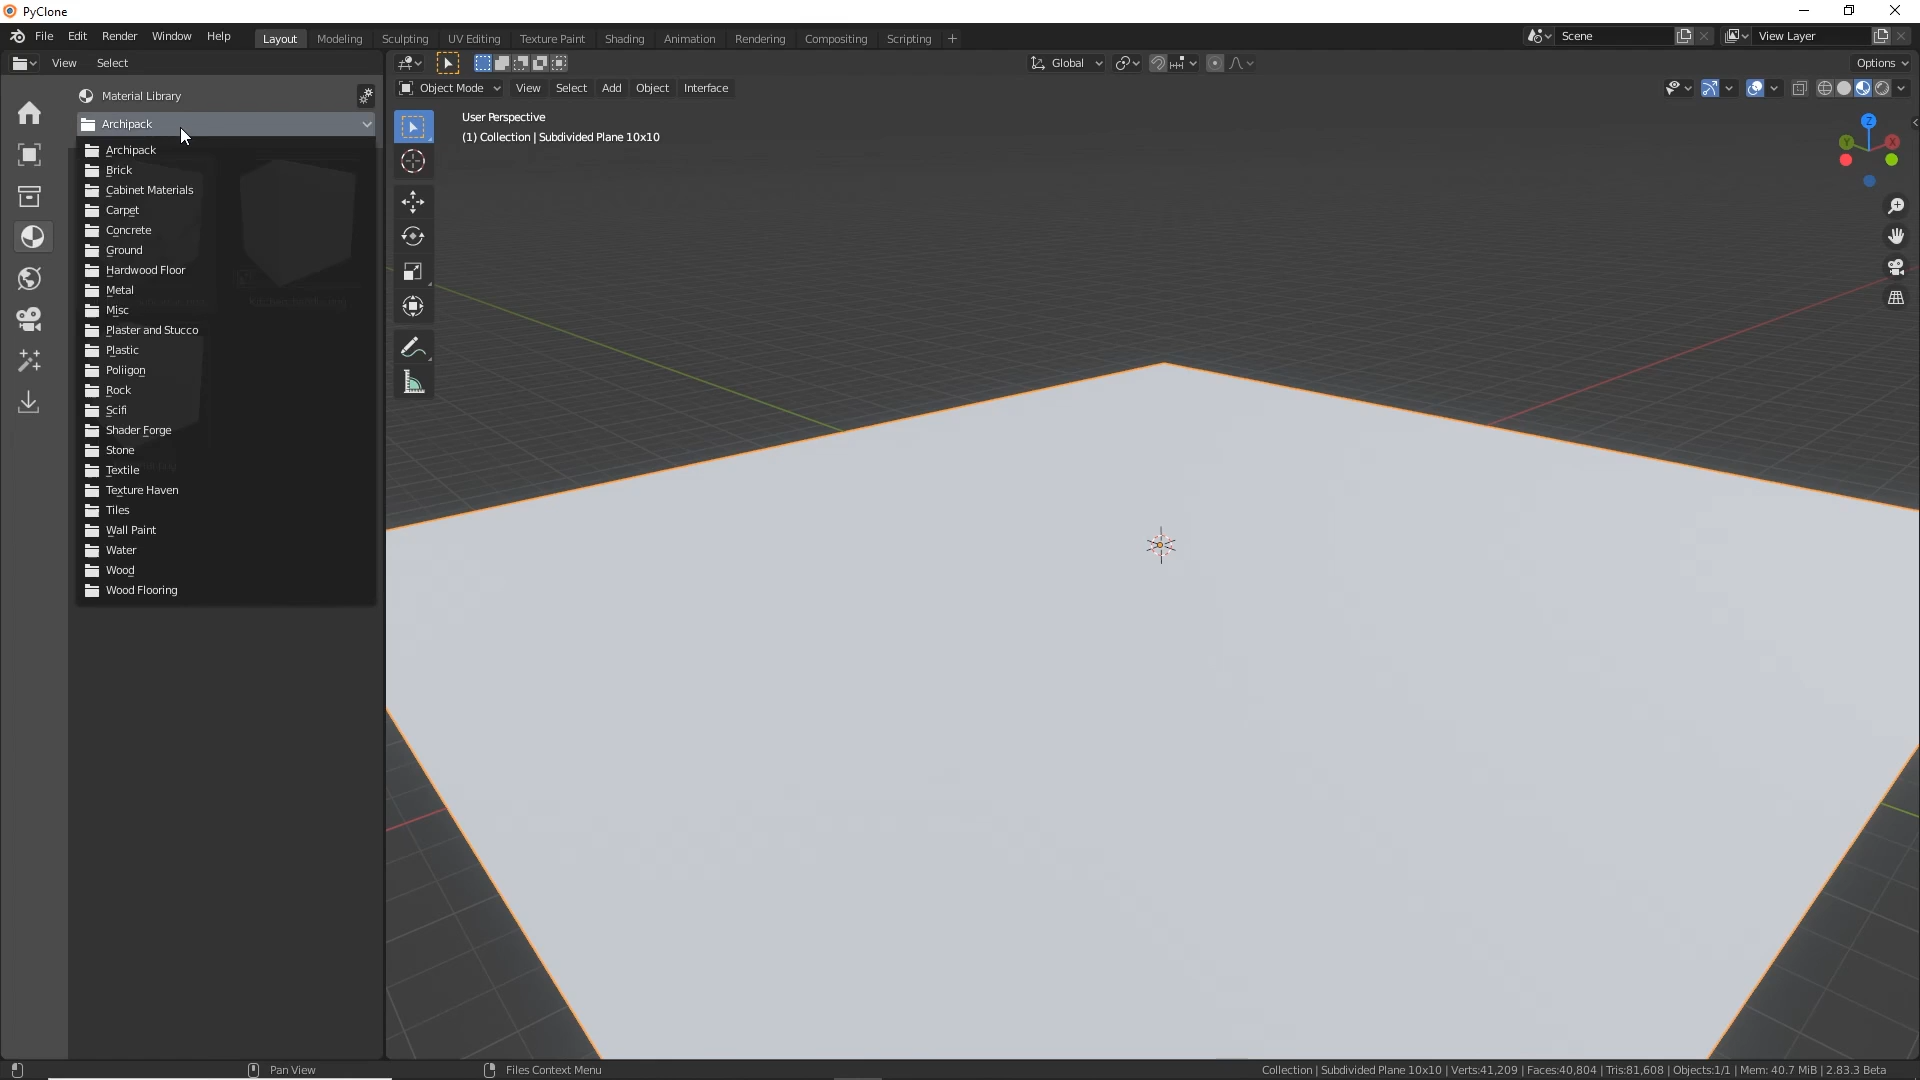 PyClone
File Edit Render Window Help Layout Modeling Sculpting UV Editing Texture Paint Shading Animation Rendering Compositing Scripting + Scene View Layer
View Select Global Options
Material Library Object Mode View Select Add Object Interface
Archipack
User Perspective
(1) Collection | Subdivided Plane 10x10
Archipack
Brick
Cabinet Materials
Carpet
Concrete
Ground
Hardwood Floor
Metal
Misc
Plaster and Stucco
Plastic
Poliigon
Rock
Scifi
Shader Forge
Stone
Textile
Texture Haven
Tiles
Wall Paint
Water
Wood
Wood Flooring
Z
Y
X
Pan View Files Context Menu Collection | Subdivided Plane 10x10 | Verts:41,209 | Faces:40,804 | Tris:81,608 | Objects:1/1 | Mem: 40.7 MiB | 2.83.3 Beta